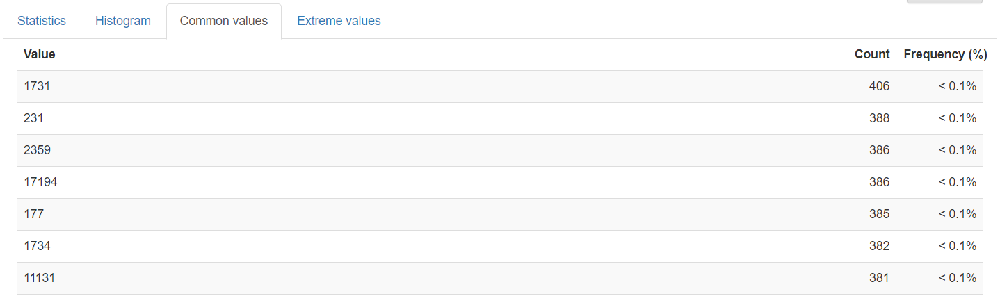 Statistics Histogram Common values Extreme values
Value Count Frequency (%)
1731 406 < 0.1%
231 388 < 0.1%
2359 386 < 0.1%
17194 386 < 0.1%
177 385 < 0.1%
1734 382 < 0.1%
11131 381 < 0.1%